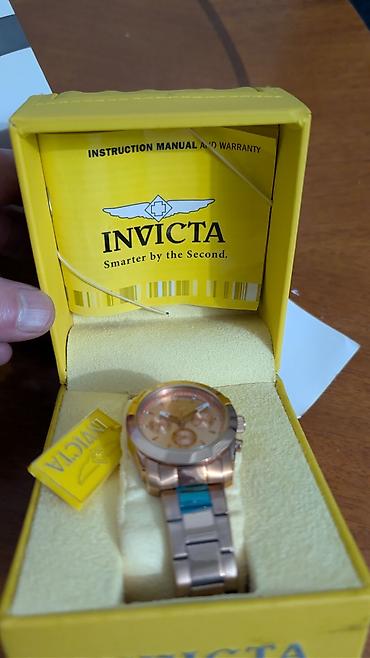 INSTRUCTION MANUAL AND WARRANTY
INVICTA
Smarter by the Second.
INVICTA
INVICTA